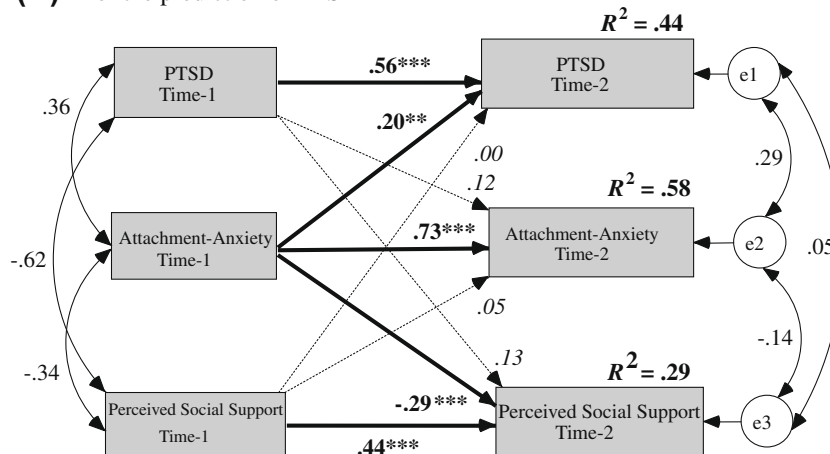 R² = .44
PTSD
Time-1
.56***
PTSD
Time-2
e1
.36
.20**
.00
.12
.29
R² = .58
Attachment-Anxiety
Time-1
.73***
Attachment-Anxiety
Time-2
e2
-.62
.05
.05
.13
-.14
R² = .29
-.34
Perceived Social Support
Time-1
-.29***
.44***
Perceived Social Support
Time-2
e3